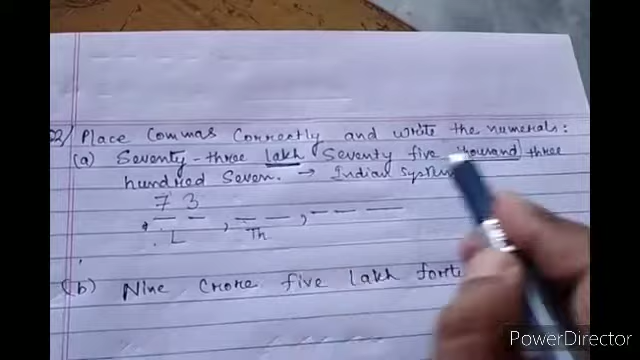 Q2/ Place Commas Correctly and write the numerals:
(a) Seventy-three lakh Seventy five thousand three
hundred Seven. → Indian system
7 3
, L , Th ,
(b) Nine Crore five lakh
PowerDirector